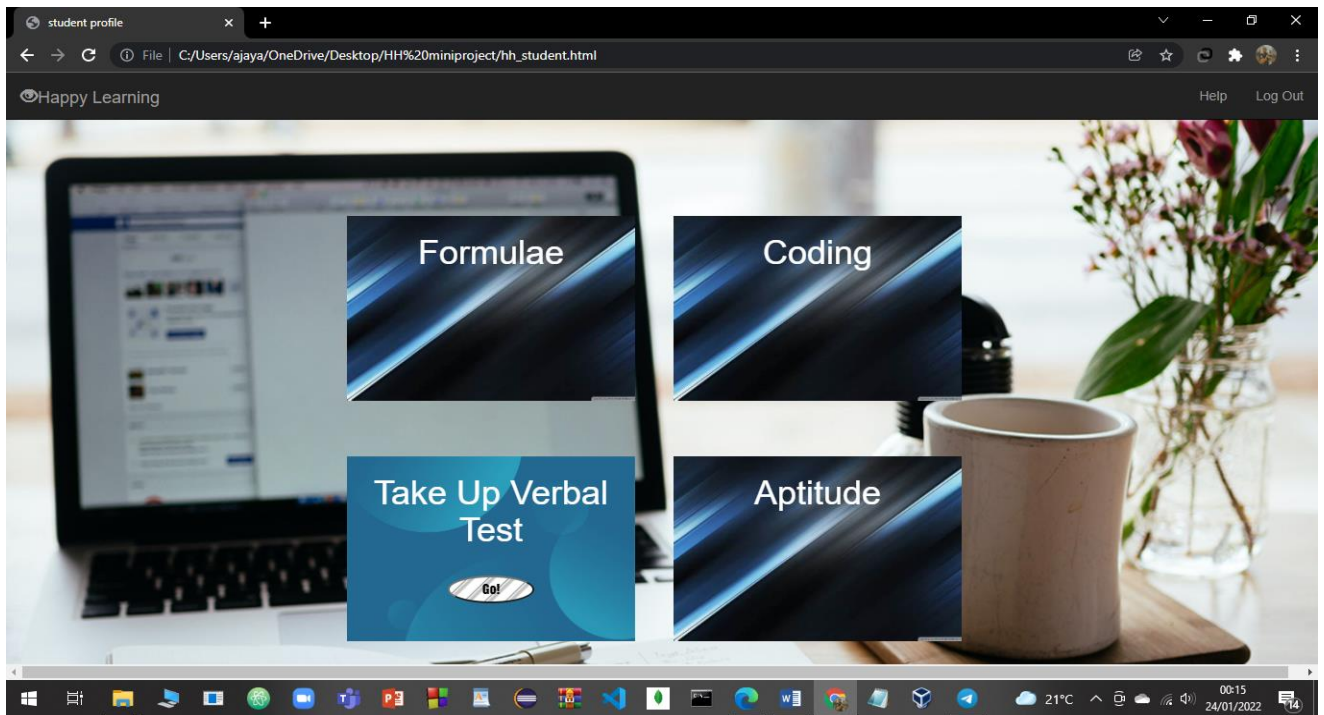 student profile
File | C:/Users/ajaya/OneDrive/Desktop/HH%20miniproject/hh_student.html
Happy Learning
Help Log Out
Formulae
Coding
Take Up Verbal
Test
Go!
Aptitude
21°C
00:15
24/01/2022
14